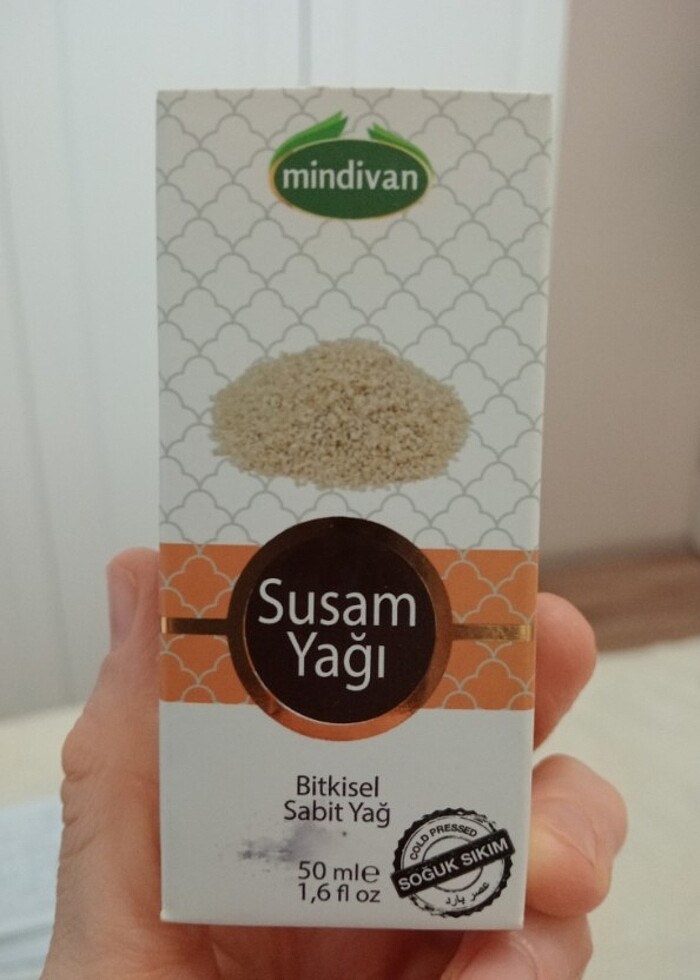 mindivan
Susam
Yağı
Bitkisel
Sabit Yağ
50 ml℮
1,6 fl oz
COLD PRESSED
SOĞUK SIKIM
عصر بارد